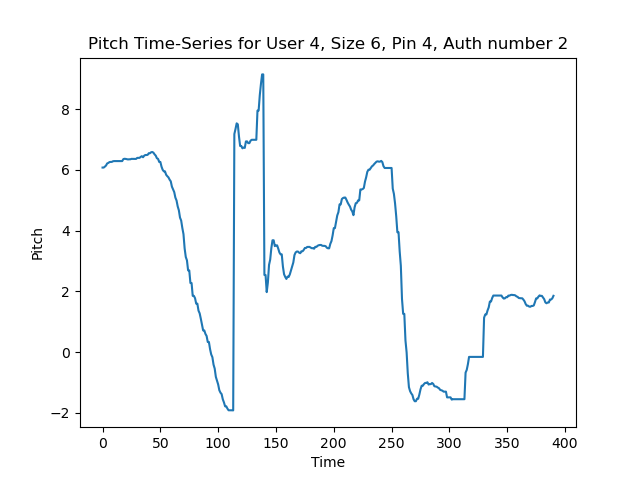 Pitch Time-Series for User 4, Size 6, Pin 4, Auth number 2
8
6
4
2
0
−2
Pitch
0 50 100 150 200 250 300 350 400
Time